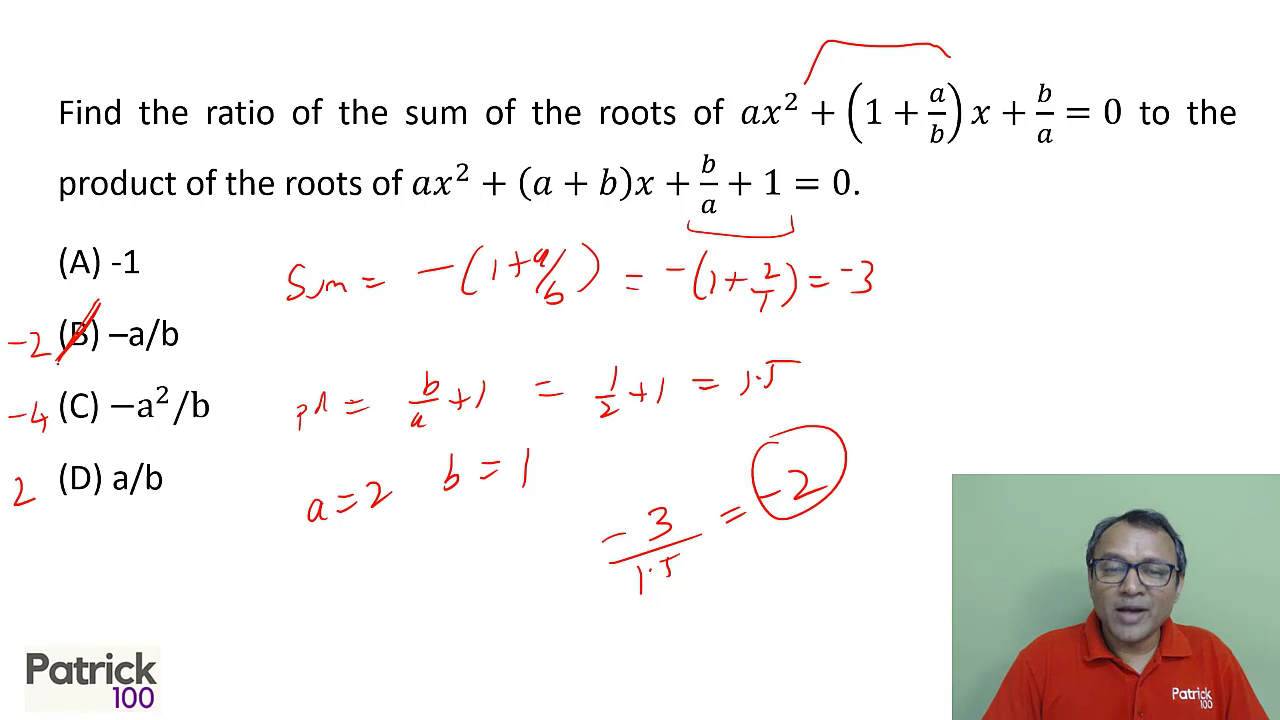 Find the ratio of the sum of the roots of ax² + (1 + a/b)x + b/a = 0 to the
product of the roots of ax² + (a + b)x + b/a + 1 = 0.
(A) -1
Sum = -(1+a/b) = -(1+2/1) = -3
-2 (B) –a/b
pd = b/a +1 = 1/2 +1 = 1.5
-4 (C) −a²/b
a=2 b=1
2 (D) a/b
-3/1.5 = -2
Patrick
100
Patrick
100